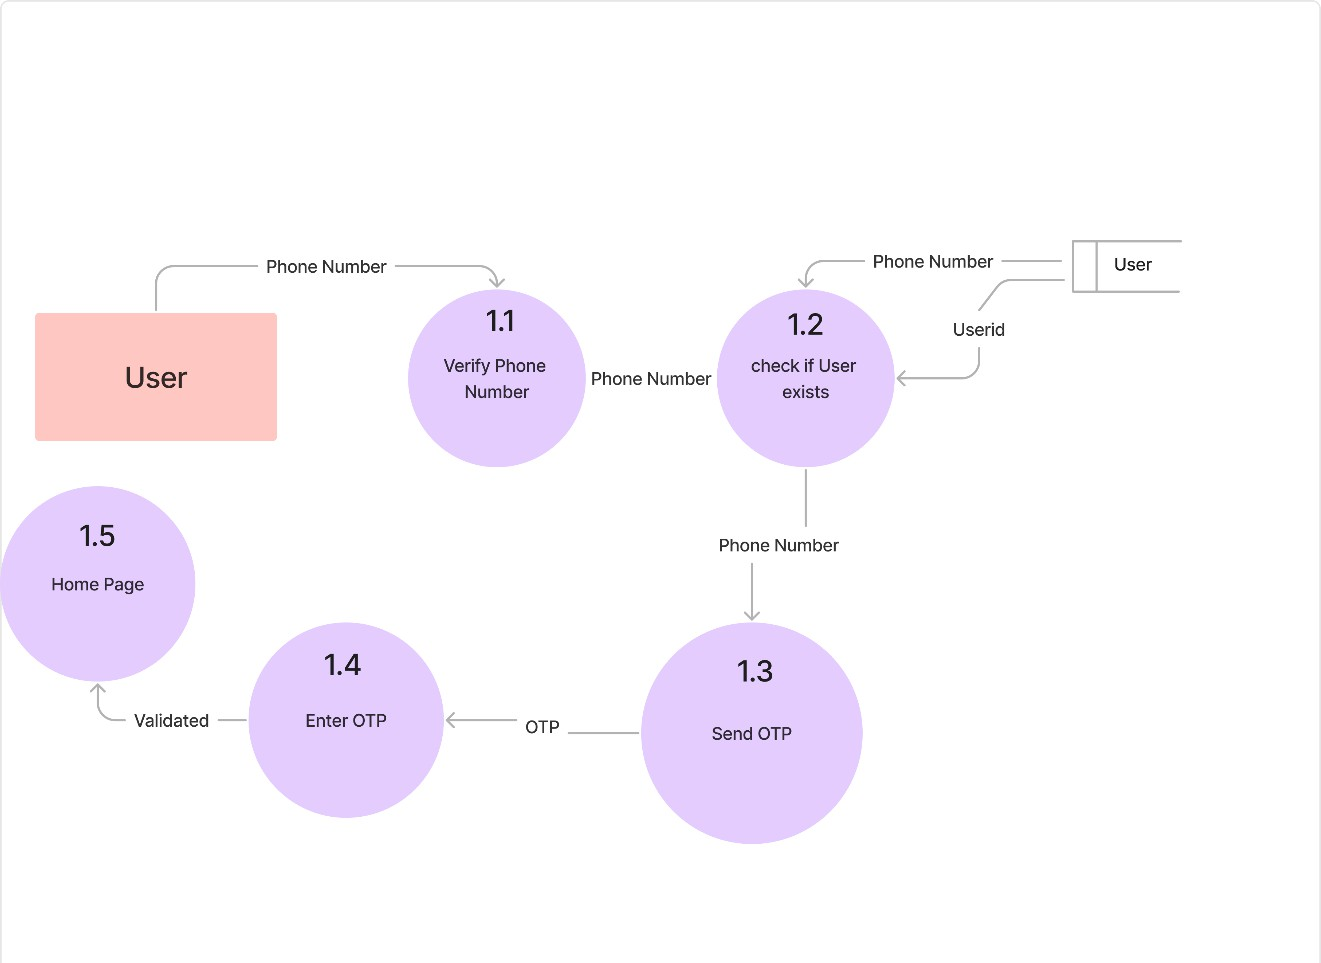 Phone Number
User
1.1
Verify Phone
Number
Phone Number
1.2
check if User
exists
Phone Number
User
Userid
Phone Number
1.3
Send OTP
OTP
1.4
Enter OTP
Validated
1.5
Home Page